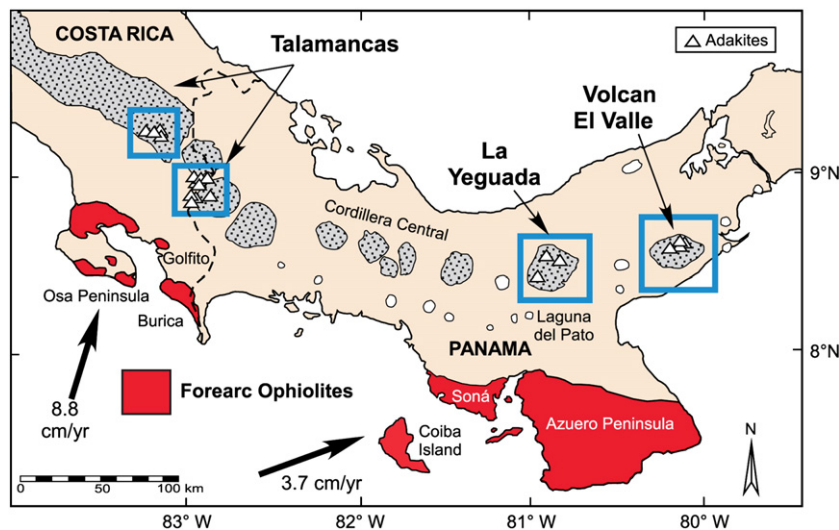 COSTA RICA
Talamancas
Adakites
Volcan
El Valle
La
Yeguada
9°N
Cordillera Central
Golfito
Osa Peninsula
Burica
Laguna
del Pato
PANAMA
8°N
8.8
cm/yr
Forearc Ophiolites
Soná
Azuero Peninsula
Coiba
Island
3.7 cm/yr
N
0 50 100 km
83° W
82° W
81° W
80° W